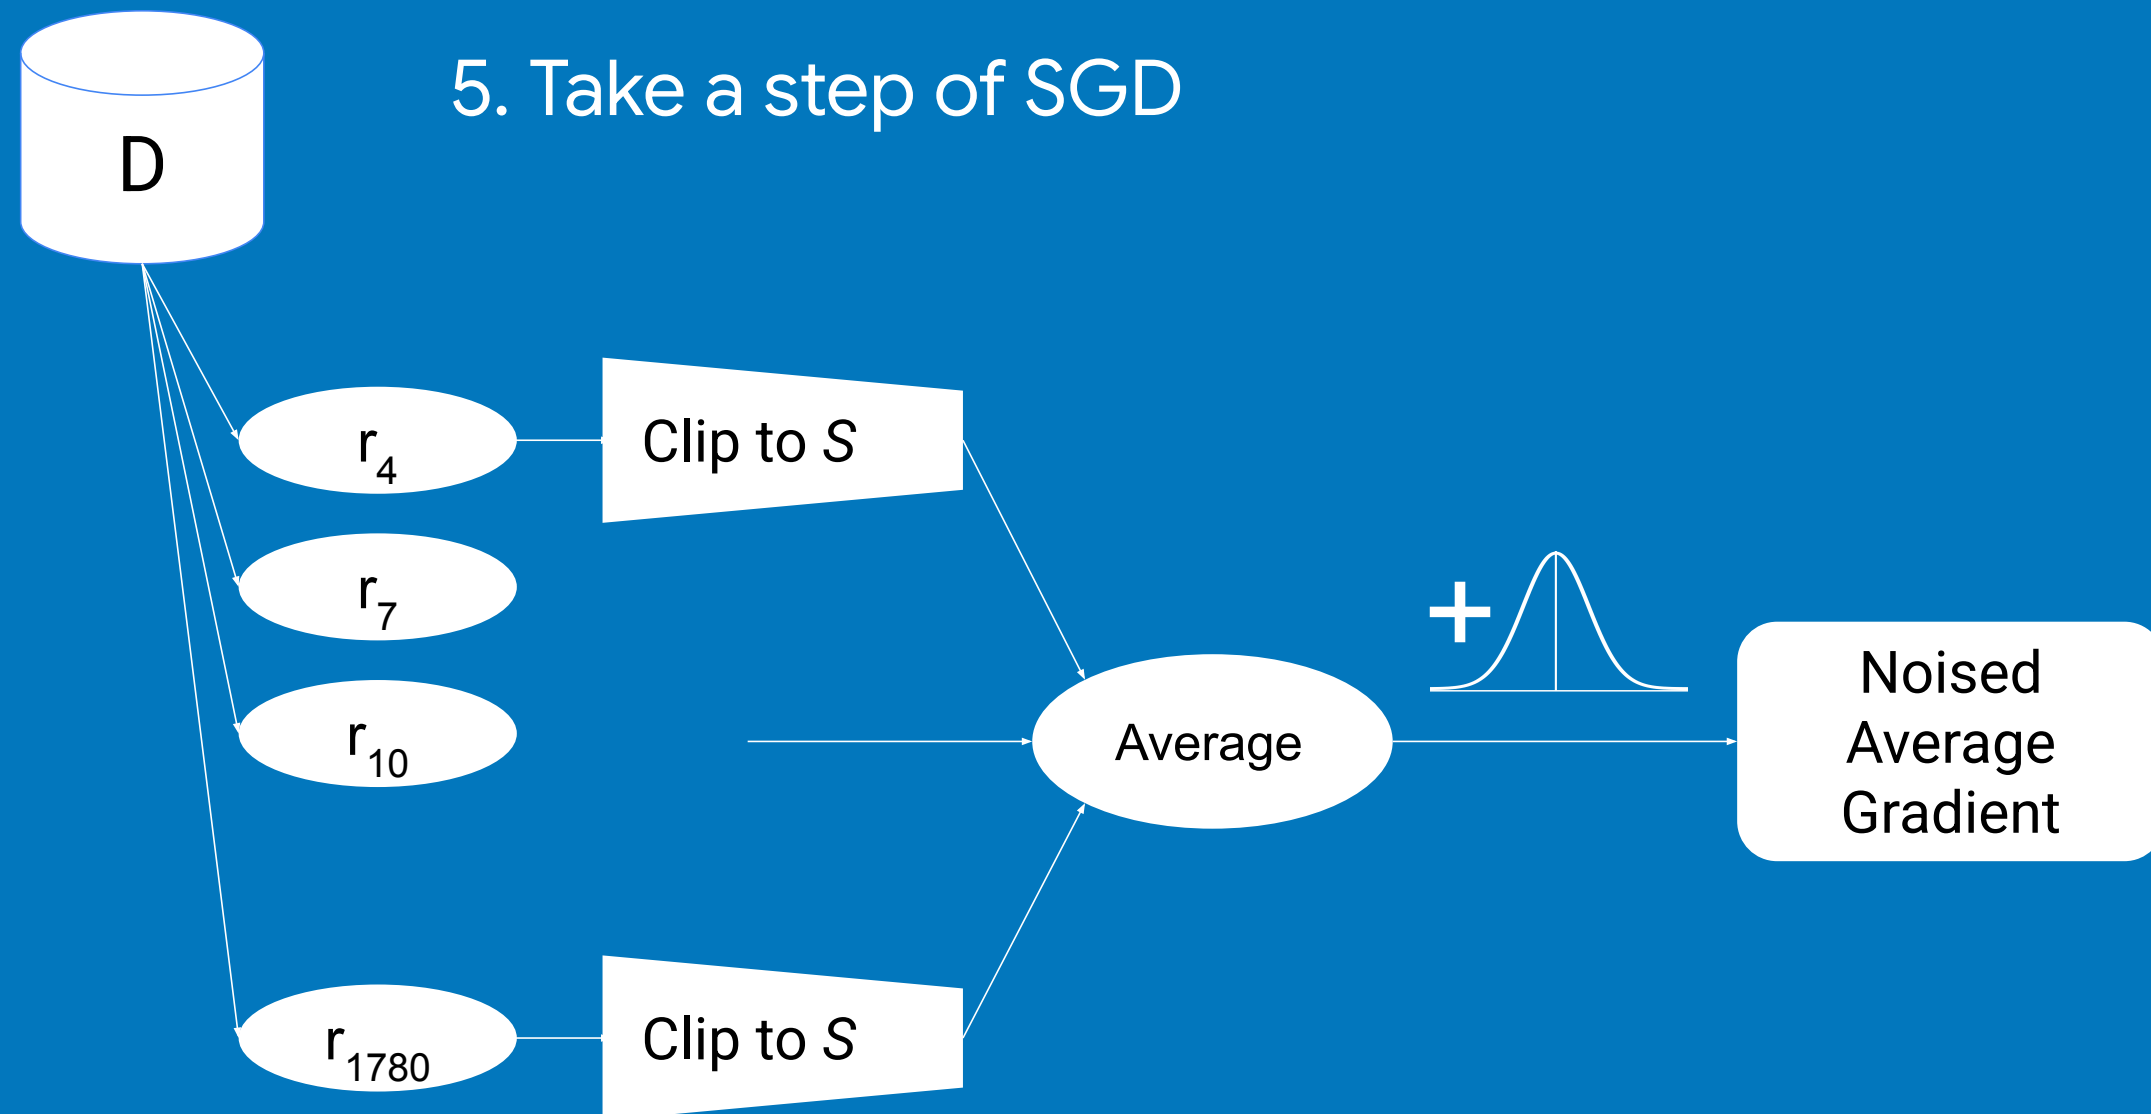 5. Take a step of SGD
D
r₄
Clip to S
r₇
r₁₀
r₁₇₈₀
Clip to S
Average
+
Noised
Average
Gradient